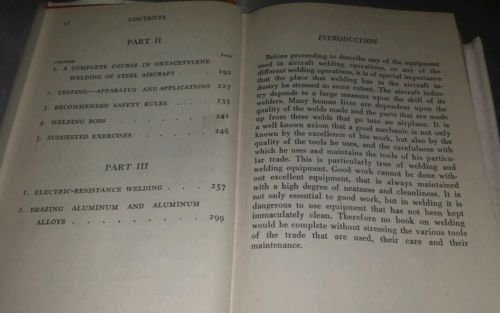 vi CONTENTS
PART II
CHAPTER PAGE
1. A COMPLETE COURSE IN OXYACETYLENE
WELDING OF STEEL AIRCRAFT . . . 192
2. TESTING—APPARATUS AND APPLICATIONS 227
3. RECOMMENDED SAFETY RULES . . . 235
4. WELDING RODS . . . . . . 242
5. SUGGESTED EXERCISES . . . . . 246
PART III
1. ELECTRIC-RESISTANCE WELDING . . . 257
2. BRAZING ALUMINUM AND ALUMINUM
ALLOYS . . . . . . . . 299
INTRODUCTION
Before proceeding to describe any of the equipment
used in aircraft welding operations, or any of the
different welding operations, it is of special importance
that the place that welding has in the aircraft in-
dustry be stressed to some extent. The aircraft indus-
try depends to a large measure upon the skill of its
welders. Many human lives are dependent upon the
quality of the welds made and the parts that are made
up from these welds that go into an airplane. It is
a well known axiom that a good mechanic is not only
known by the excellence of his work, but also by the
quality of the tools he uses, and the carefulness with
which he uses and maintains the tools of his particu-
lar trade. This is particularly true of welding and
welding equipment. Good work cannot be done with-
out excellent equipment, that is always maintained
with a high degree of neatness and cleanliness. It is
not only essential to good work, but in welding it is
dangerous to use equipment that has not been kept
immaculately clean. Therefore no book on welding
would be complete without stressing the various tools
of the trade that are used, their care and their
maintenance.